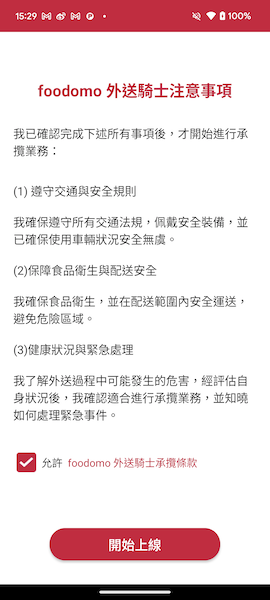 15:29
100%
foodomo 外送騎士注意事項
我已確認完成下述所有事項後，才開始進行承
攬業務：
(1) 遵守交通與安全規則
我確保遵守所有交通法規，佩戴安全裝備，並
已確保使用車輛狀況安全無虞。
(2)保障食品衛生與配送安全
我確保食品衛生，並在配送範圍內安全運送，
避免危險區域。
(3)健康狀況與緊急處理
我了解外送過程中可能發生的危害，經評估自
身狀況後，我確認適合進行承攬業務，並知曉
如何處理緊急事件。
允許 foodomo 外送騎士承攬條款
開始上線